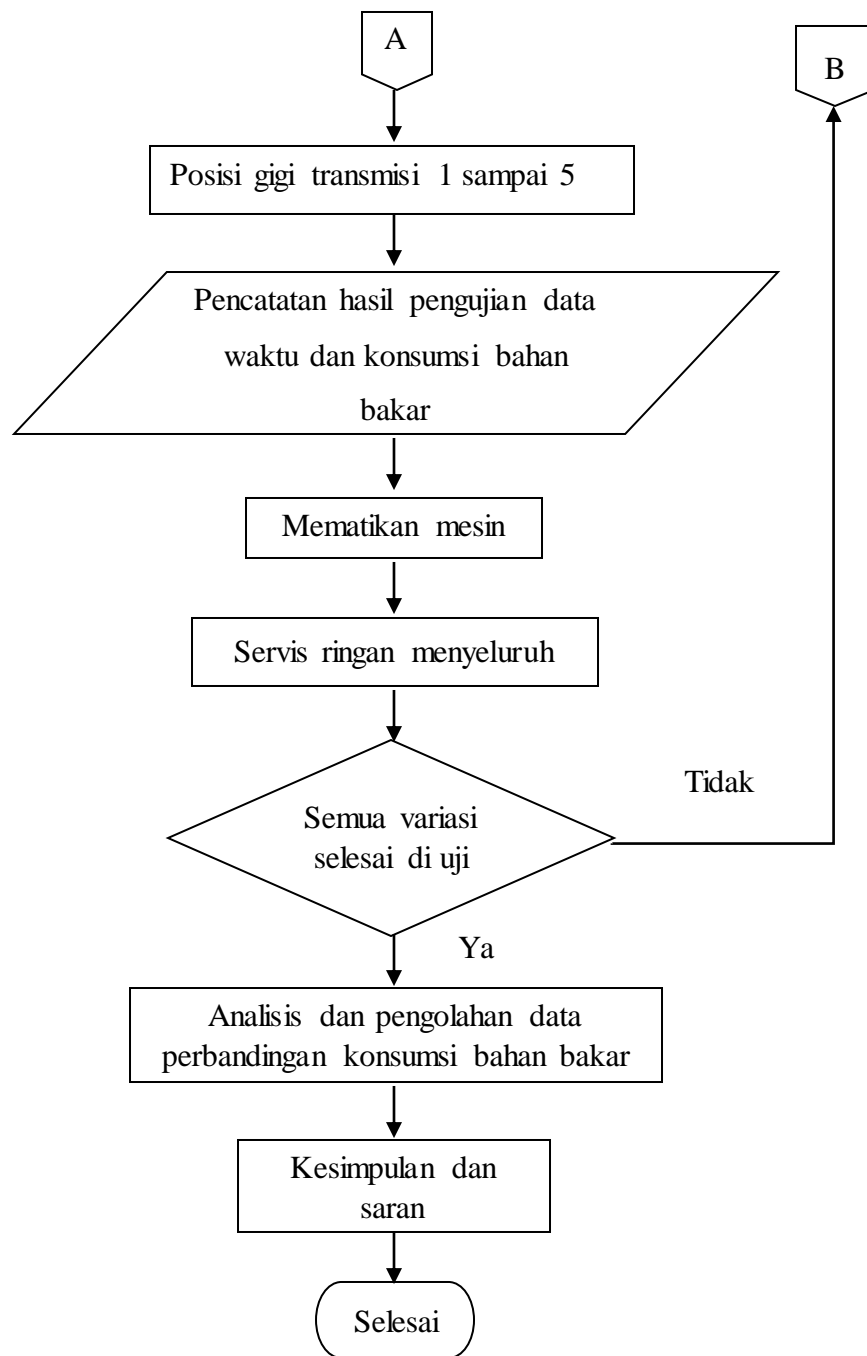 A
B
Posisi gigi transmisi 1 sampai 5
Pencatatan hasil pengujian data
waktu dan konsumsi bahan
bakar
Mematikan mesin
Servis ringan menyeluruh
Semua variasi
selesai di uji
Tidak
Ya
Analisis dan pengolahan data
perbandingan konsumsi bahan bakar
Kesimpulan dan
saran
Selesai